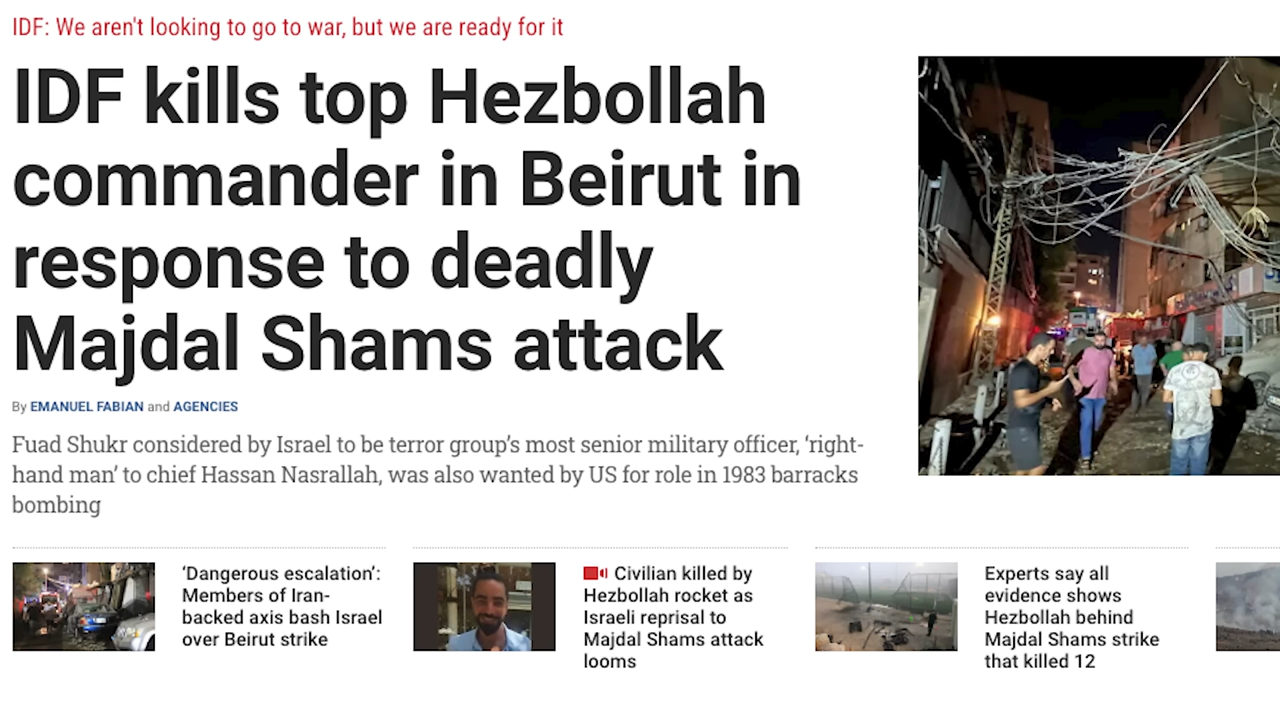 IDF: We aren't looking to go to war, but we are ready for it
IDF kills top Hezbollah
commander in Beirut in
response to deadly
Majdal Shams attack
By EMANUEL FABIAN and AGENCIES
Fuad Shukr considered by Israel to be terror group’s most senior military officer, ‘right-
hand man’ to chief Hassan Nasrallah, was also wanted by US for role in 1983 barracks
bombing
‘Dangerous escalation’:
Members of Iran-
backed axis bash Israel
over Beirut strike
Civilian killed by
Hezbollah rocket as
Israeli reprisal to
Majdal Shams attack
looms
Experts say all
evidence shows
Hezbollah behind
Majdal Shams strike
that killed 12